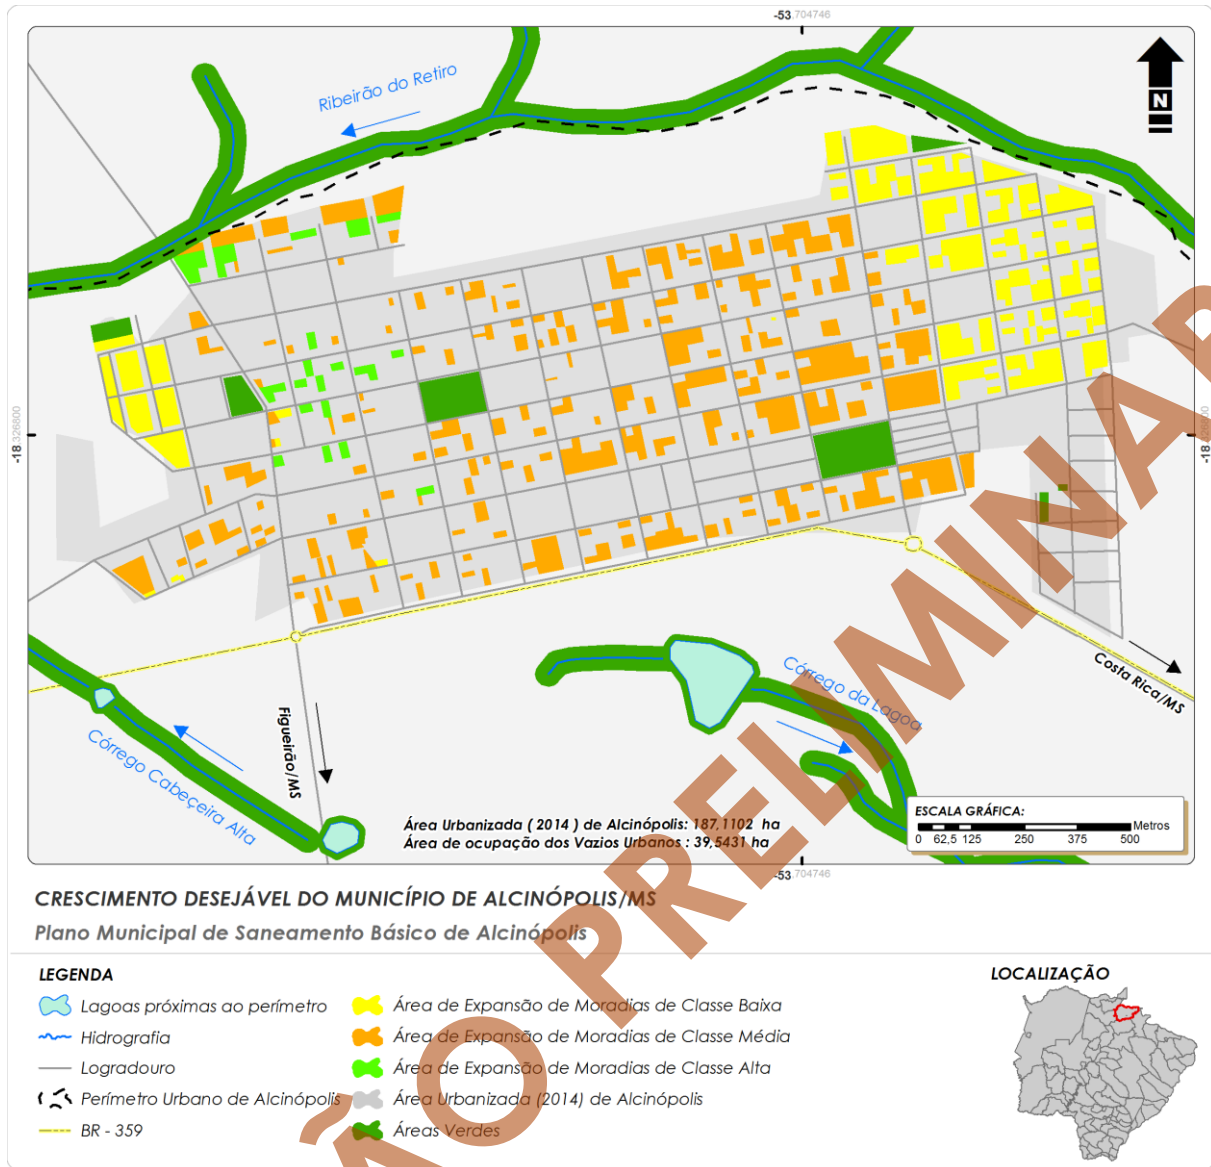 -53,704746
Ribeirão do Retiro
N
-18,326800
-18,326800
Costa Rica/MS
Córrego da Lagoa
Figueirão/MS
Córrego Cabeçeira Alta
Área Urbanizada ( 2014 ) de Alcinópolis: 187,1102 ha
Área de ocupação dos Vazios Urbanos : 39,5431 ha
ESCALA GRÁFICA:
0 62,5 125 250 375 500 Metros
-53,704746
CRESCIMENTO DESEJÁVEL DO MUNICÍPIO DE ALCINÓPOLIS/MS
Plano Municipal de Saneamento Básico de Alcinópolis
LEGENDA
Lagoas próximas ao perímetro
Hidrografia
Logradouro
Perímetro Urbano de Alcinópolis
BR - 359
Área de Expansão de Moradias de Classe Baixa
Área de Expansão de Moradias de Classe Média
Área de Expansão de Moradias de Classe Alta
Área Urbanizada (2014) de Alcinópolis
Áreas Verdes
LOCALIZAÇÃO
ÃO PRELIMINAR